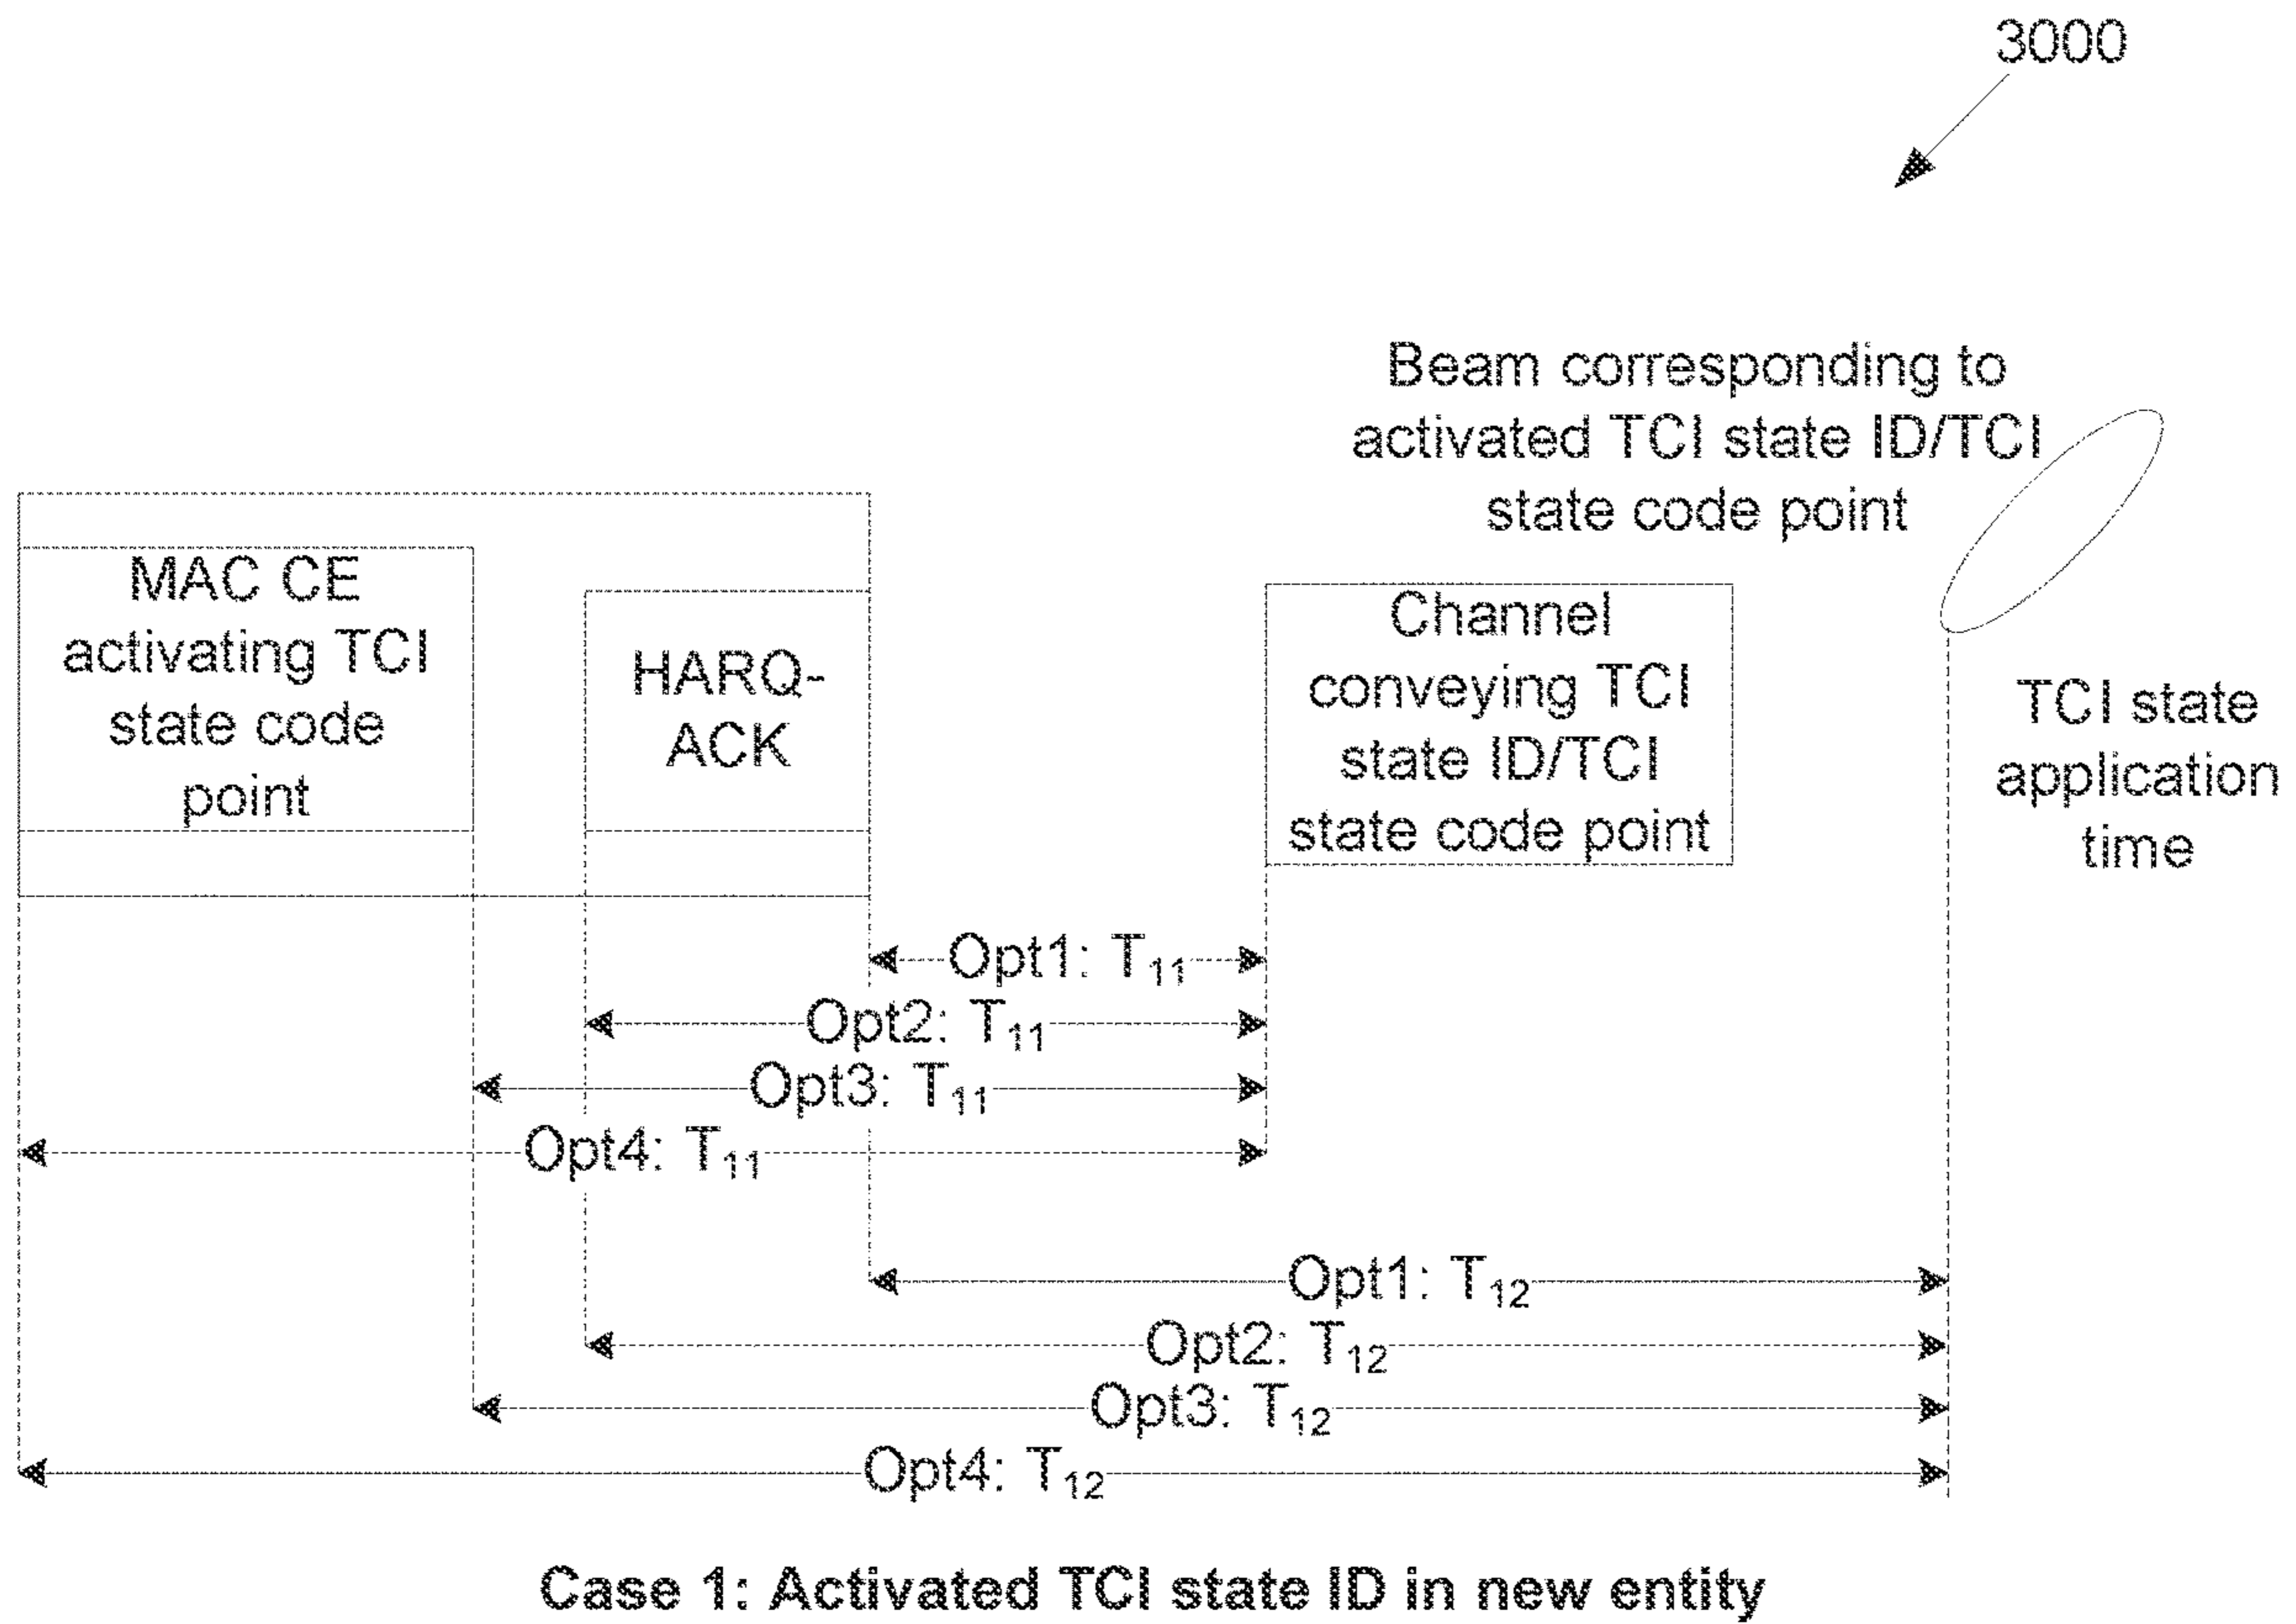 3000
Beam corresponding to
activated TCI state ID/TCI
state code point
MAC CE
activating TCI
state code
point
HARQ-
ACK
Channel
conveying TCI
state ID/TCI
state code point
TCI state
application
time
Opt1: T₁₁
Opt2: T₁₁
Opt3: T₁₁
Opt4: T₁₁
Opt1: T₁₂
Opt2: T₁₂
Opt3: T₁₂
Opt4: T₁₂
Case 1: Activated TCI state ID in new entity